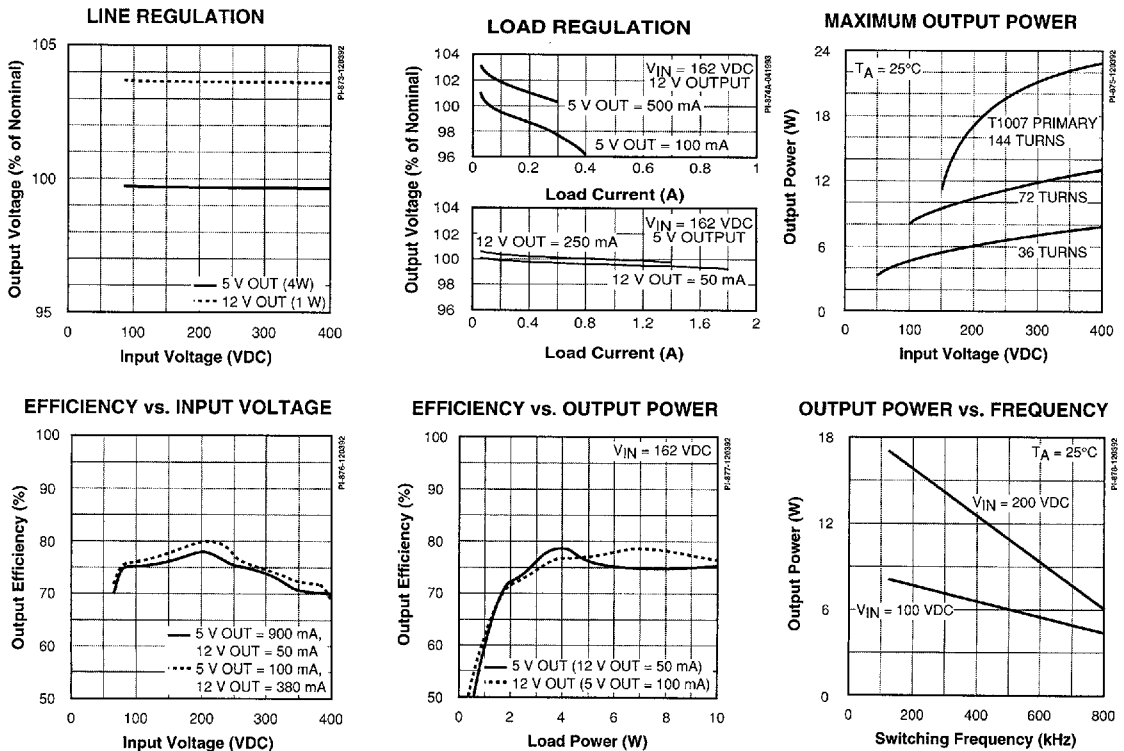 LINE REGULATION
Output Voltage (% of Nominal)
105
100
95
0
100
200
300
400
5 V OUT (4W)
12 V OUT (1 W)
Input Voltage (VDC)
PI-873-120392
LOAD REGULATION
Output Voltage (% of Nominal)
104
102
100
98
96
VIN = 162 VDC
12 V OUTPUT
5 V OUT = 500 mA
5 V OUT = 100 mA
0
0.2
0.4
0.6
0.8
1
Load Current (A)
PI-874A-041993
104
102
100
98
96
VIN = 162 VDC
5 V OUTPUT
12 V OUT = 250 mA
12 V OUT = 50 mA
0
0.4
0.8
1.2
1.6
2
Load Current (A)
MAXIMUM OUTPUT POWER
Output Power (W)
24
18
12
6
0
TA = 25°C
T1007 PRIMARY
144 TURNS
72 TURNS
36 TURNS
0
100
200
300
400
Input Voltage (VDC)
PI-875-120392
EFFICIENCY vs. INPUT VOLTAGE
Output Efficiency (%)
100
90
80
70
60
50
5 V OUT = 900 mA,
12 V OUT = 50 mA
5 V OUT = 100 mA,
12 V OUT = 380 mA
0
100
200
300
400
Input Voltage (VDC)
PI-876-120392
EFFICIENCY vs. OUTPUT POWER
Output Efficiency (%)
100
90
80
70
60
50
VIN = 162 VDC
5 V OUT (12 V OUT = 50 mA)
12 V OUT (5 V OUT = 100 mA)
0
2
4
6
8
10
Load Power (W)
PI-877-120392
OUTPUT POWER vs. FREQUENCY
Output Power (W)
18
12
6
0
TA = 25°C
VIN = 200 VDC
VIN = 100 VDC
0
200
400
600
800
Switching Frequency (kHz)
PI-878-120392